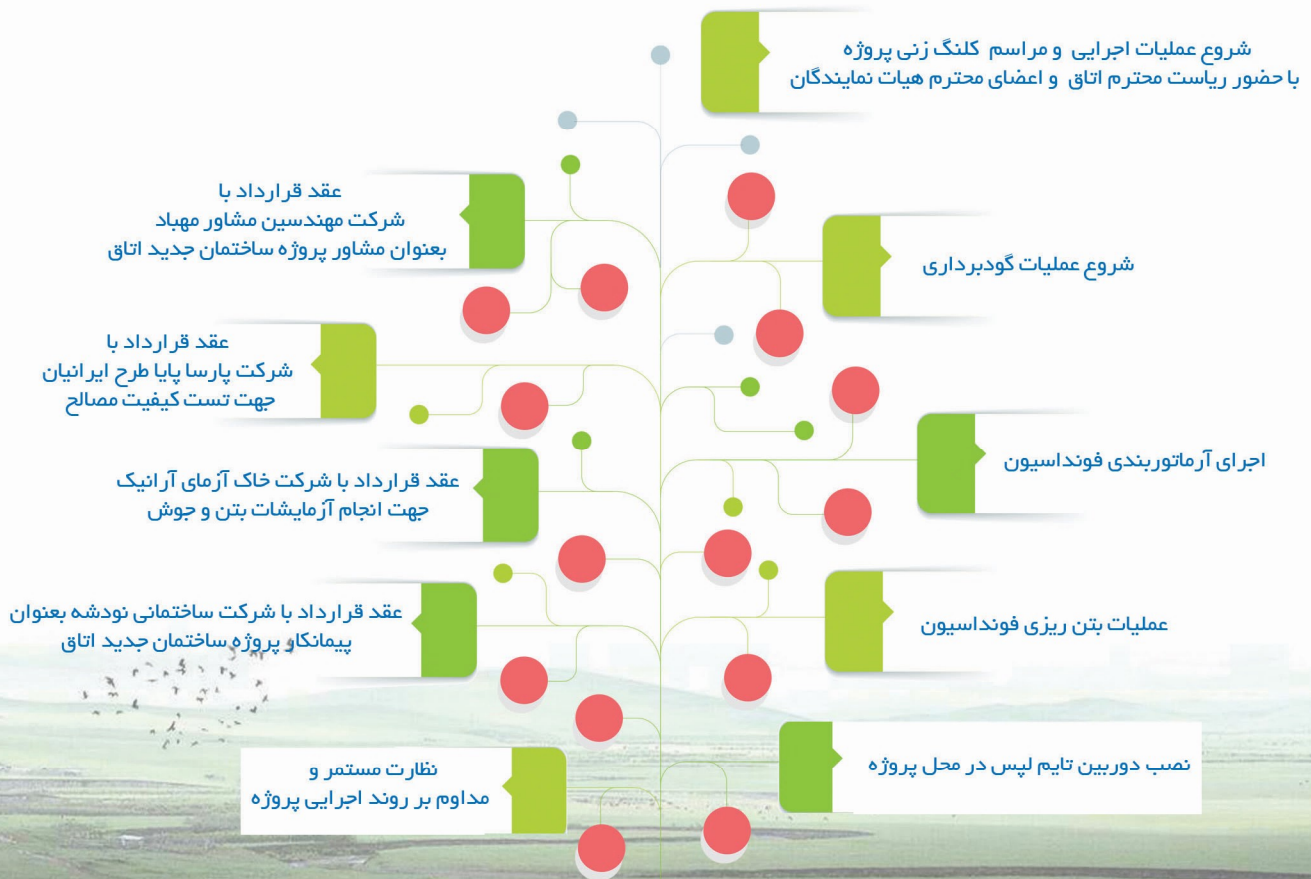 شروع عملیات اجرایی و مراسم کلنگ زنی پروژه
با حضور ریاست محترم اتاق و اعضای محترم هیات نمایندگان
شروع عملیات گودبرداری
اجرای آرماتوربندی فونداسیون
عملیات بتن ریزی فونداسیون
نصب دوربین تایم لپس در محل پروژه
عقد قرارداد با
شرکت مهندسین مشاور مهباد
بعنوان مشاور پروژه ساختمان جدید اتاق
عقد قرارداد با
شرکت پارسا پایا طرح ایرانیان
جهت تست کیفیت مصالح
عقد قرارداد با شرکت خاک آزمای آرانیک
جهت انجام آزمایشات بتن و جوش
عقد قرارداد با شرکت ساختمانی نودشه بعنوان
پیمانکار پروژه ساختمان جدید اتاق
نظارت مستمر و
مداوم بر روند اجرایی پروژه